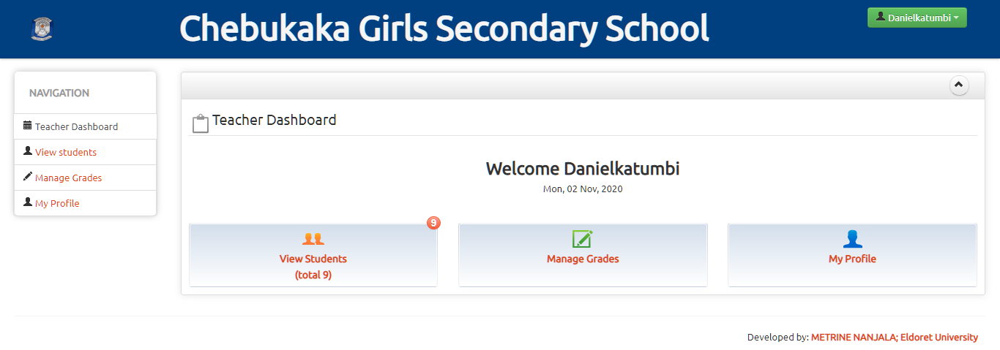 Chebukaka Girls Secondary School
Danielkatumbi
NAVIGATION
Teacher Dashboard
View students
Manage Grades
My Profile
Teacher Dashboard
Welcome Danielkatumbi
Mon, 02 Nov, 2020
9
View Students
(total 9)
Manage Grades
My Profile
Developed by: METRINE NANJALA; Eldoret University